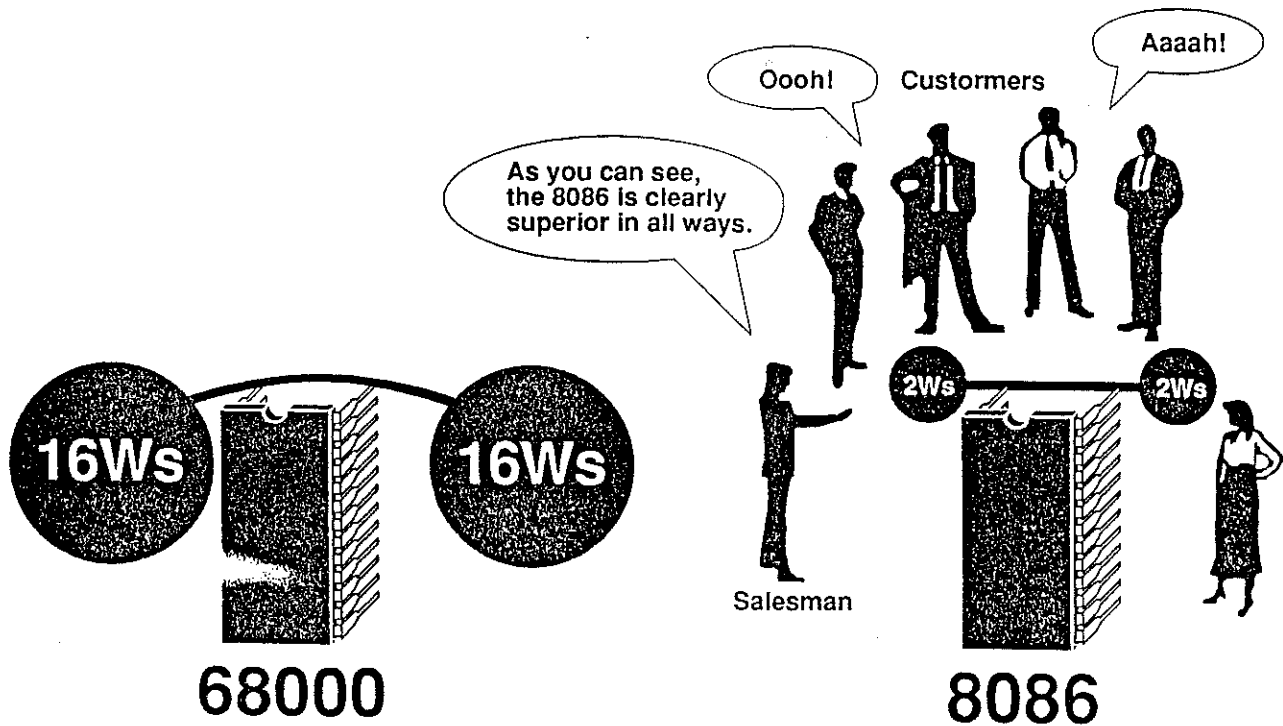 Aaaah!
Oooh!
Custormers
As you can see,
the 8086 is clearly
superior in all ways.
2Ws
2Ws
16Ws
16Ws
Salesman
68000
8086